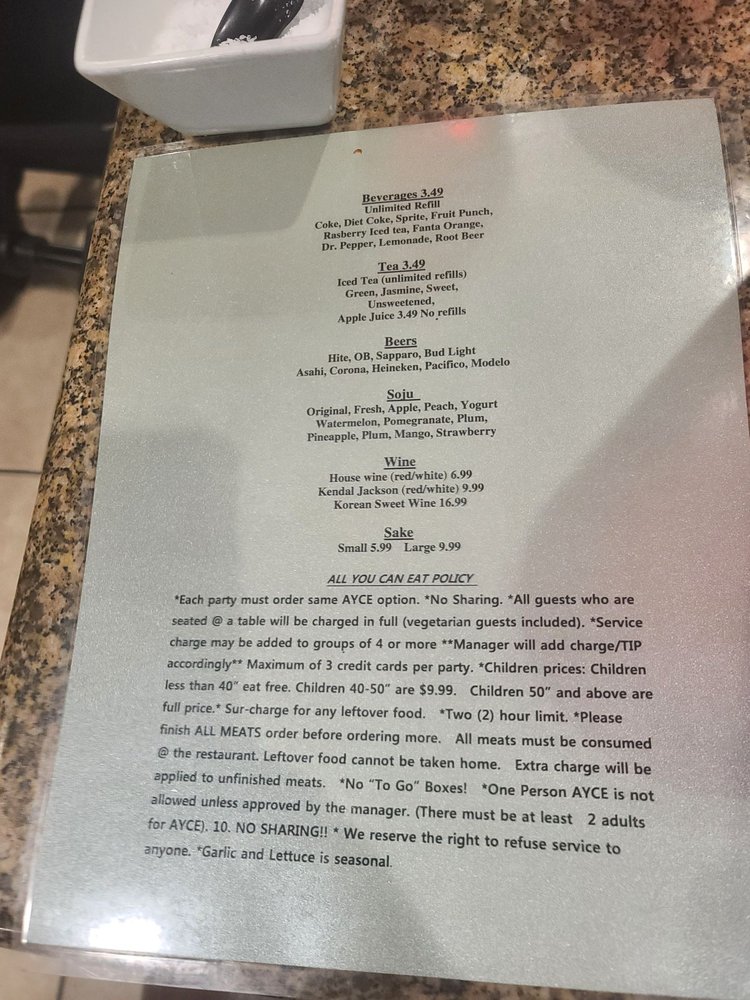 Beverages 3.49
Unlimited Refill
Coke, Diet Coke, Sprite, Fruit Punch,
Rasberry Iced tea, Fanta Orange,
Dr. Pepper, Lemonade, Root Beer
Tea 3.49
Iced Tea (unlimited refills)
Green, Jasmine, Sweet,
Unsweetened,
Apple Juice 3.49 No refills
Beers
Hite, OB, Sapparo, Bud Light
Asahi, Corona, Heineken, Pacifico, Modelo
Soju
Original, Fresh, Apple, Peach, Yogurt
Watermelon, Pomegranate, Plum,
Pineapple, Plum, Mango, Strawberry
Wine
House wine (red/white) 6.99
Kendal Jackson (red/white) 9.99
Korean Sweet Wine 16.99
Sake
Small 5.99 Large 9.99
ALL YOU CAN EAT POLICY
*Each party must order same AYCE option. *No Sharing. *All guests who are
seated @ a table will be charged in full (vegetarian guests included). *Service
charge may be added to groups of 4 or more **Manager will add charge/TIP
accordingly** Maximum of 3 credit cards per party. *Children prices: Children
less than 40" eat free. Children 40-50" are $9.99. Children 50" and above are
full price.* Sur-charge for any leftover food. *Two (2) hour limit. *Please
finish ALL MEATS order before ordering more. All meats must be consumed
@ the restaurant. Leftover food cannot be taken home. Extra charge will be
applied to unfinished meats. *No "To Go" Boxes! *One Person AYCE is not
allowed unless approved by the manager. (There must be at least 2 adults
for AYCE). 10. NO SHARING!! * We reserve the right to refuse service to
anyone. *Garlic and Lettuce is seasonal.